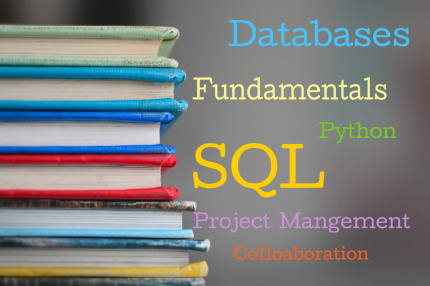 Databases
Fundamentals
Python
SQL
Project Mangement
Colloaboration